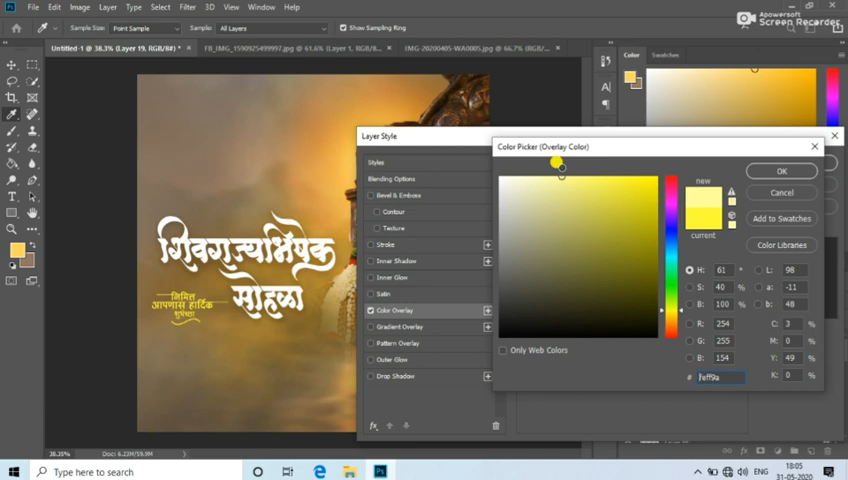 Apowersoft
Screen Recorder
File Edit Image Layer Type Select Filter 3D View Window Help
Sample Size: Point Sample Sample: All Layers Show Sampling Ring
Untitled-1 @ 38.3% (Layer 19, RGB/8#) *
FB_IMG_1590925499997.jpg @ 61.6% (Layer 1, RGB/8#) *
IMG-20200405-WA0005.jpg @ 66.7% (RGB/8#) *
Color Swatches
Layer Style
Styles
Blending Options
Bevel & Emboss
Contour
Texture
Stroke
Inner Shadow
Inner Glow
Satin
Color Overlay
Gradient Overlay
Pattern Overlay
Outer Glow
Drop Shadow
fx
Color Picker (Overlay Color)
new
current
OK
Cancel
Add to Swatches
Color Libraries
H: 61 °
S: 40 %
B: 100 %
R: 254
G: 255
B: 154
L: 98
a: -11
b: 48
C: 3 %
M: 0 %
Y: 49 %
K: 0 %
# feff9a
Only Web Colors
शिवराज्याभिषेक
सोहळा
निमित्त
आपणास हार्दिक
शुभेच्छा
38.35% Doc: 6.23M/59.9M
Type here to search
ENG
18:05
31-05-2020